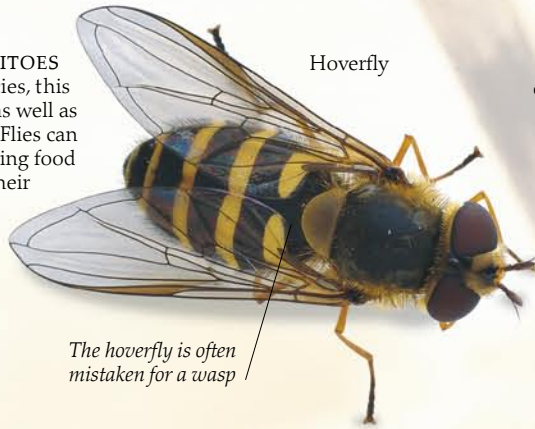 ITOES
ies, this
as well as
Flies can
ing food
heir
Hoverfly
The hoverfly is often
mistaken for a wasp